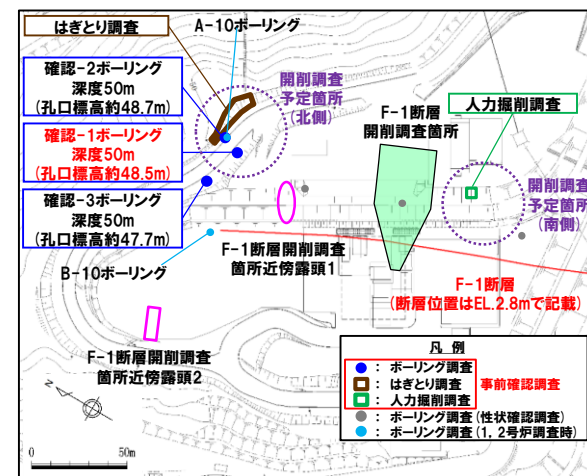 はぎとり調査
A-10ボーリング
確認-2ボーリング
深度50m
(孔口標高約48.7m)
開削調査
予定箇所
(北側)
確認-1ボーリング
深度50m
(孔口標高約48.5m)
F-1断層
開削調査箇所
人力掘削調査
確認-3ボーリング
深度50m
(孔口標高約47.7m)
開削調査
予定箇所
(南側)
B-10ボーリング
F-1断層開削調査
箇所近傍露頭1
F-1断層
(断層位置はEL.2.8mで記載)
F-1断層開削調査
箇所近傍露頭2
凡 例
: ボーリング調査
: はぎとり調査
: 人力掘削調査
事前確認調査
: ボーリング調査(性状確認調査)
: ボーリング調査(1,2号炉調査時)
N
0 50m